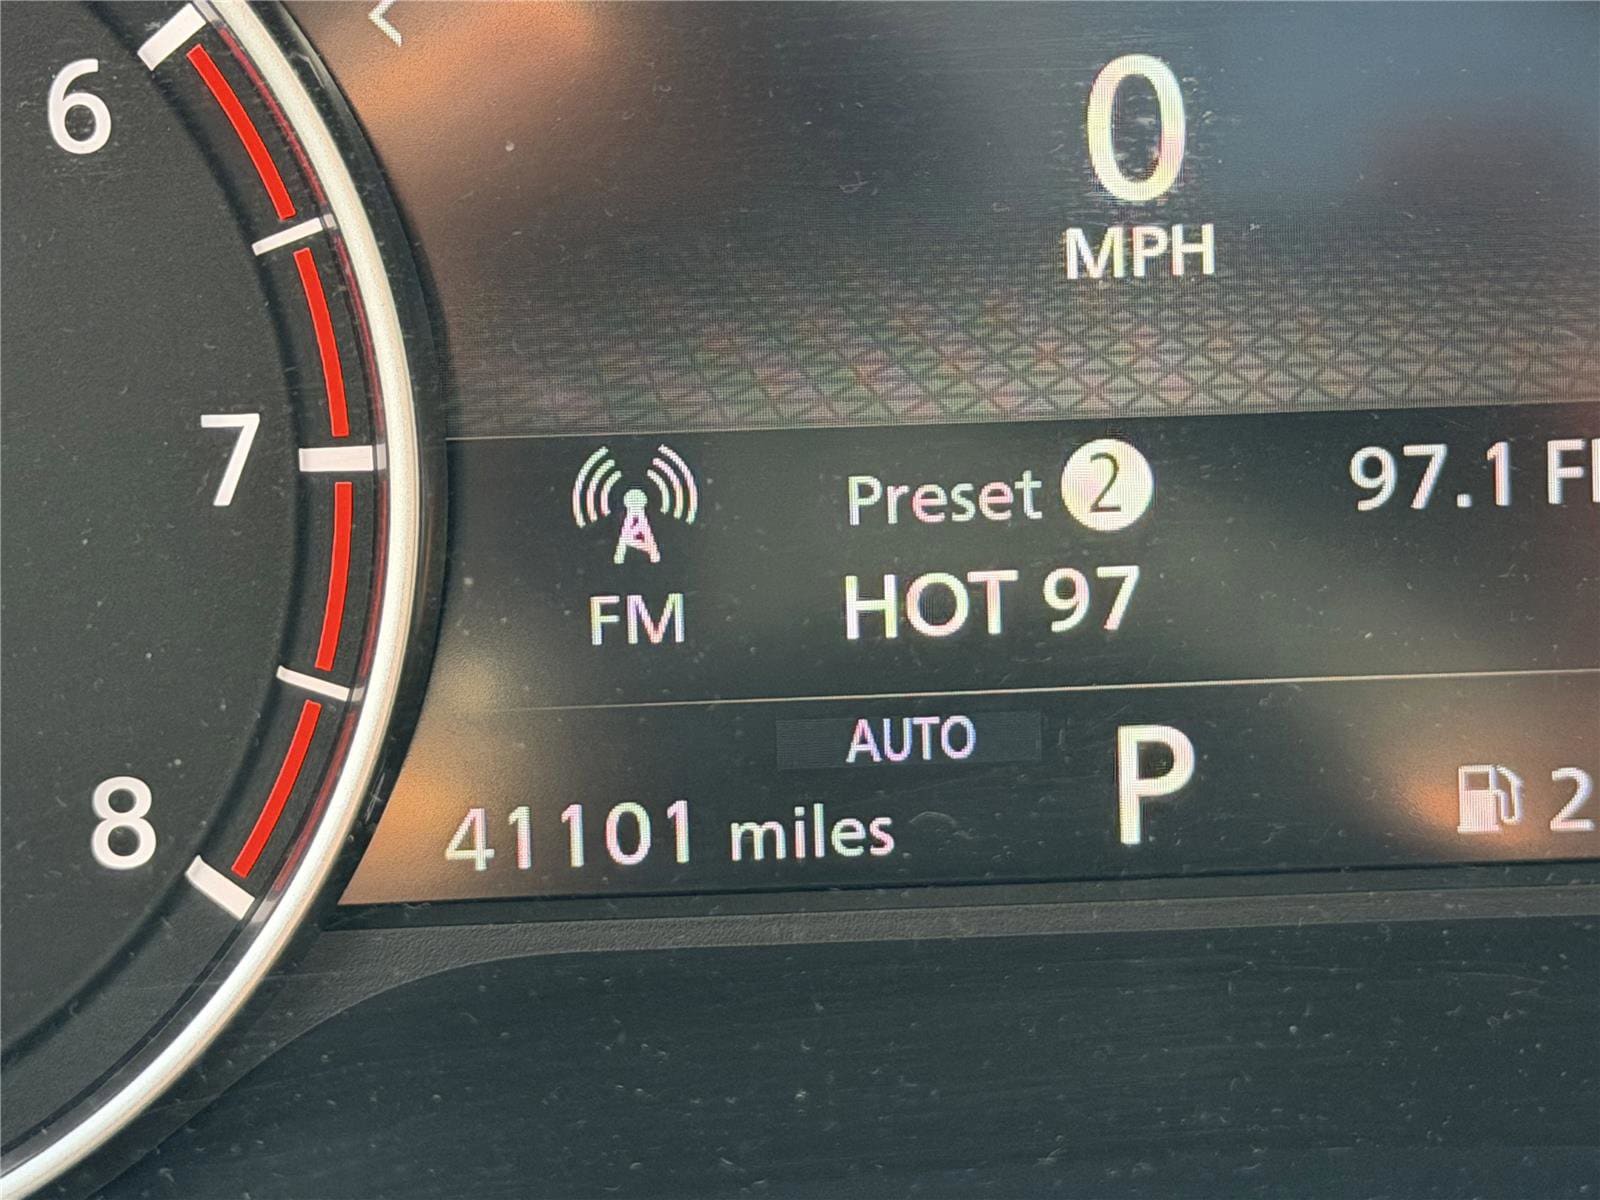 6
0
MPH
7
Preset 2
97.1
FM
HOT 97
AUTO
P
8
41101 miles
2